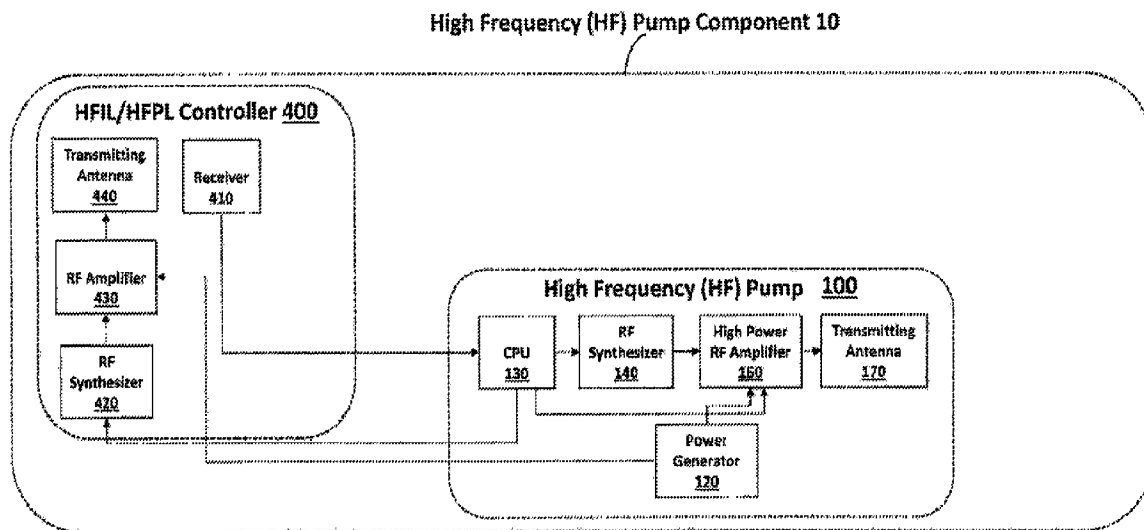 High Frequency (HF) Pump Component 10
HFIL/HFPL Controller 400
Transmitting
Antenna
440
Receiver
410
RF Amplifier
430
RF
Synthesizer
420
High Frequency (HF) Pump 100
CPU
130
RF
Synthesizer
140
High Power
RF Amplifier
160
Transmitting
Antenna
170
Power
Generator
120